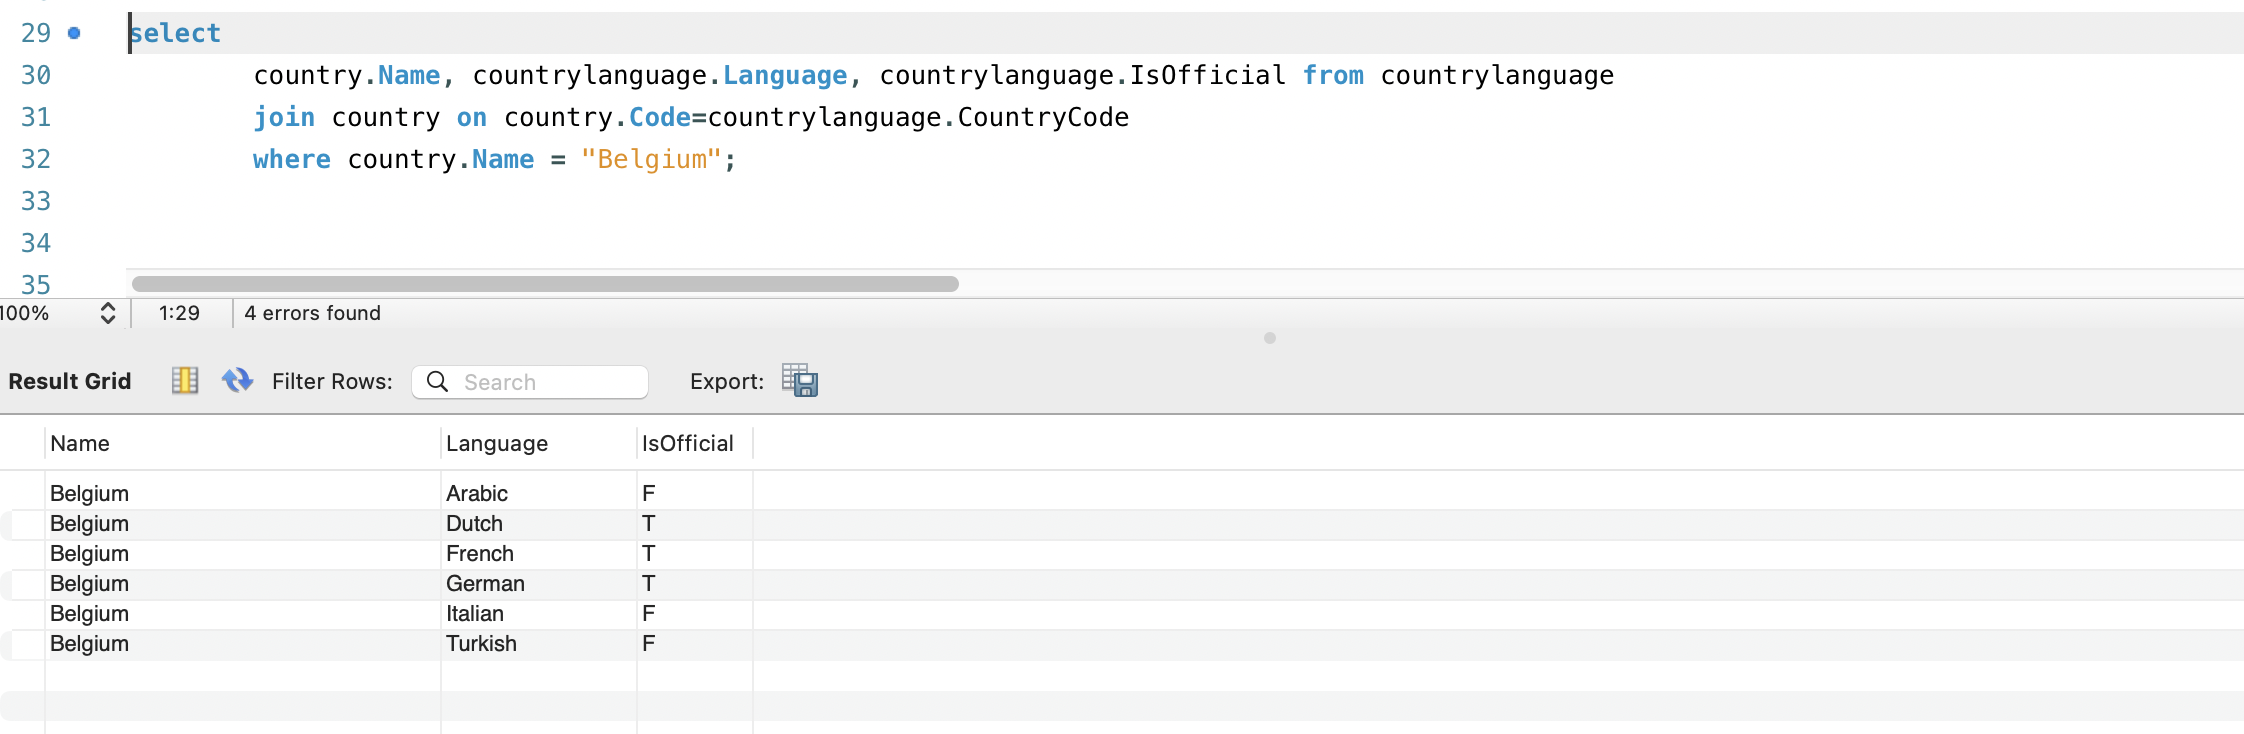 29 select
30 country.Name, countrylanguage.Language, countrylanguage.IsOfficial from countrylanguage
31 join country on country.Code=countrylanguage.CountryCode
32 where country.Name = "Belgium";
33
34
35
100% 1:29 4 errors found
Result Grid Filter Rows: Search Export:
Name Language IsOfficial
Belgium Arabic F
Belgium Dutch T
Belgium French T
Belgium German T
Belgium Italian F
Belgium Turkish F